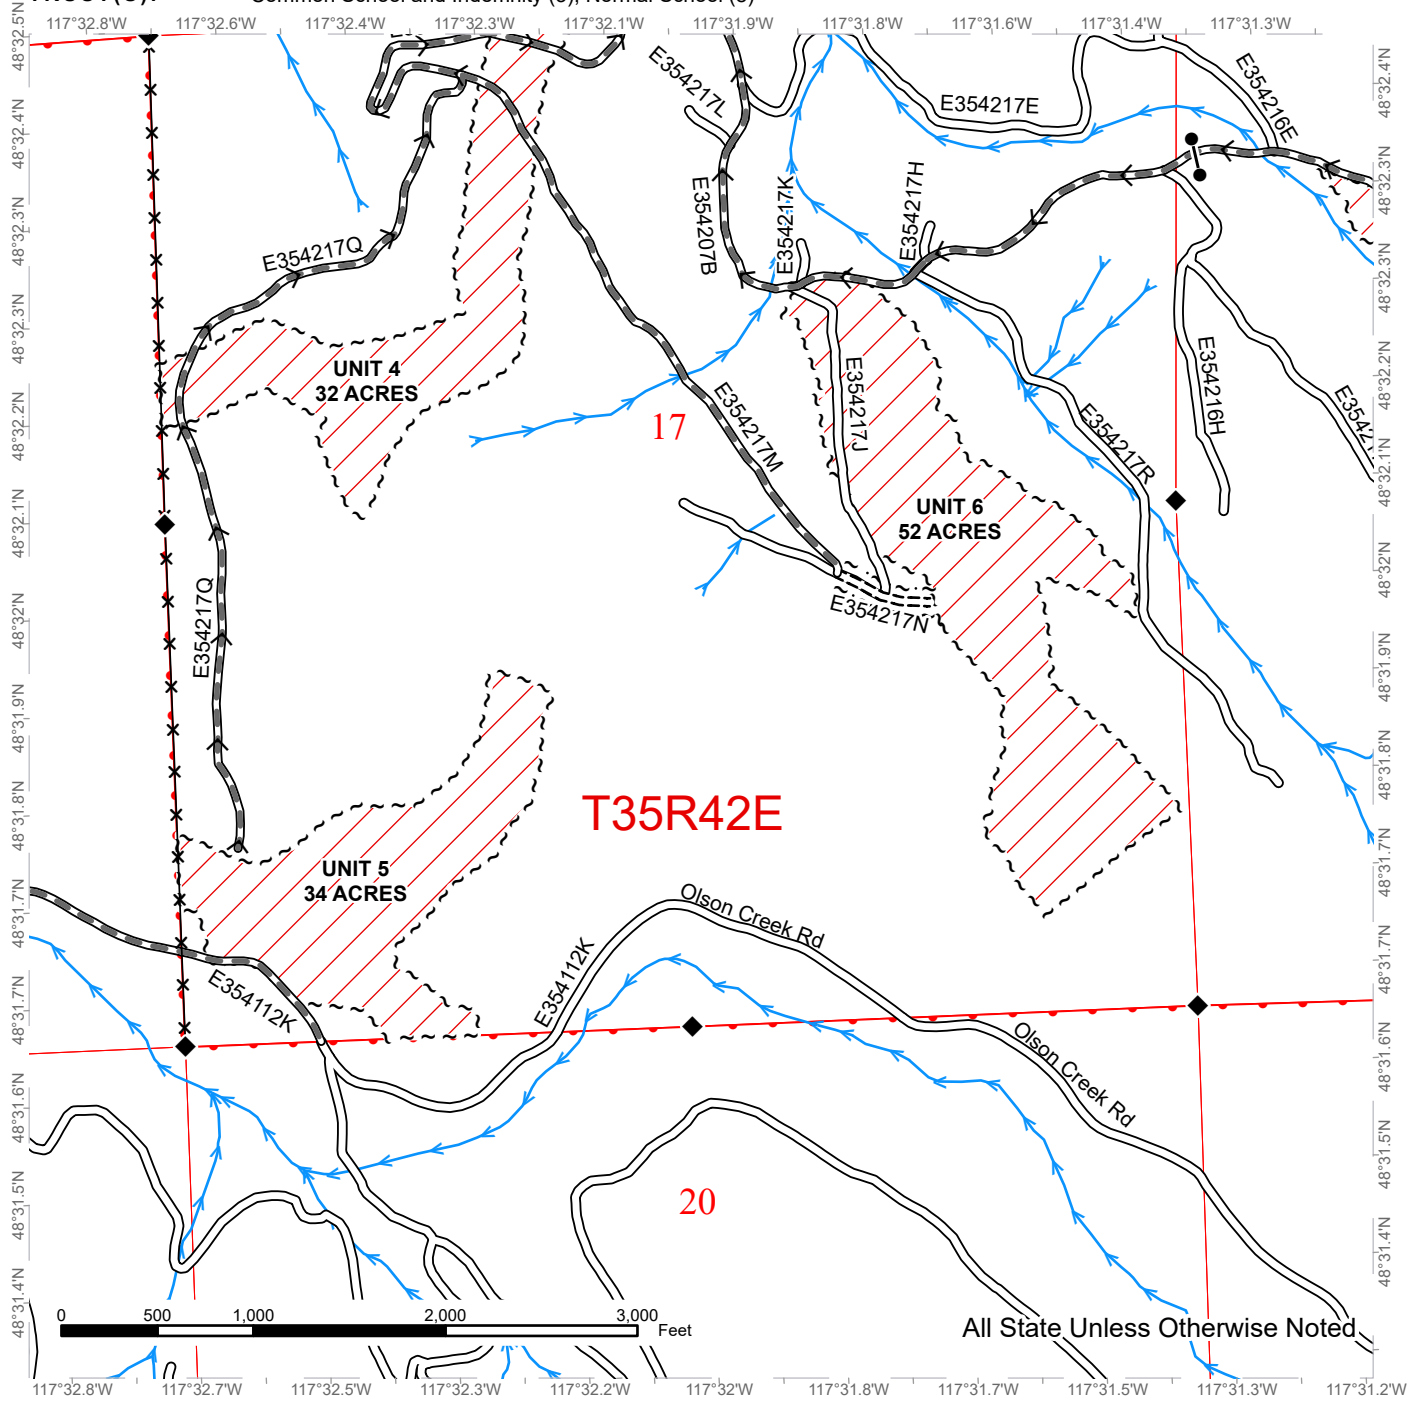 117°32.8'W 117°32.6'W 117°32.4'W 117°32.3'W 117°32.1'W 117°31.9'W 117°31.8'W 117°31.6'W 117°31.4'W 117°31.3'W
48°32.5'N
48°32.4'N
48°32.3'N
48°32.3'N
48°32.2'N
48°32.1'N
48°32'N
48°31.9'N
48°31.8'N
48°31.7'N
48°31.7'N
48°31.6'N
48°31.5'N
48°31.4'N
48°32.4'N
48°32.3'N
48°32.3'N
48°32.2'N
48°32.1'N
48°32'N
48°31.9'N
48°31.8'N
48°31.7'N
48°31.7'N
48°31.6'N
48°31.5'N
48°31.4'N
E354217L
E354217E
E354216E
E354217Q
E354207B
E354217K
E354217H
UNIT 4
32 ACRES
E354217M
17
E354217J
E354217R
E354216H
UNIT 6
52 ACRES
E354217Q
E354217N
T35R42E
UNIT 5
34 ACRES
Olson Creek Rd
E354112K
E354112K
Olson Creek Rd
20
0 500 1,000 2,000 3,000
Feet
All State Unless Otherwise Noted
117°32.8'W 117°32.7'W 117°32.5'W 117°32.3'W 117°32.2'W 117°32'W 117°31.8'W 117°31.7'W 117°31.5'W 117°31.3'W 117°31.2'W